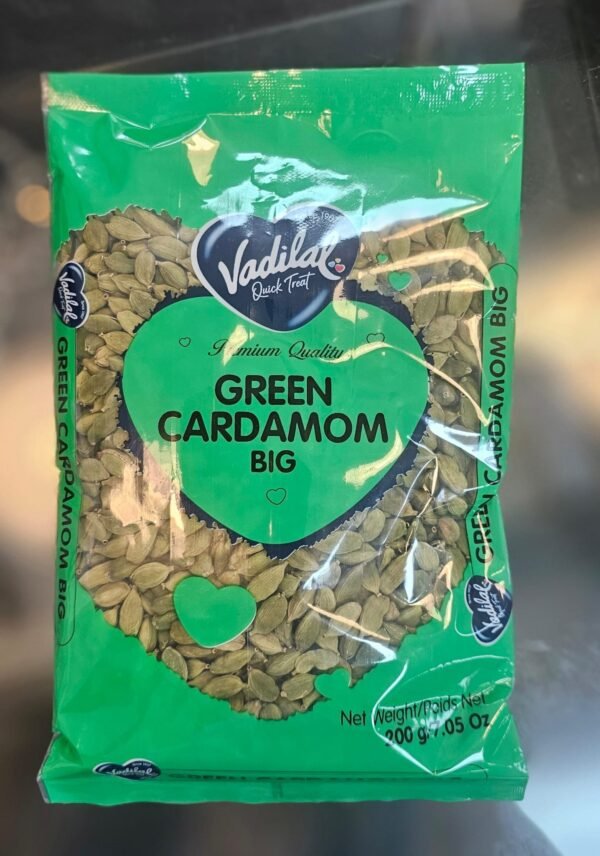 Vadilal
Quick Treat
Premium Quality
GREEN
CARDAMOM
BIG
Net Weight/Poids Net
200 g/7.05 Oz
Vadilal
GREEN CARDAMOM BIG
GREEN CARDAMOM BIG
Vadilal
Vadilal